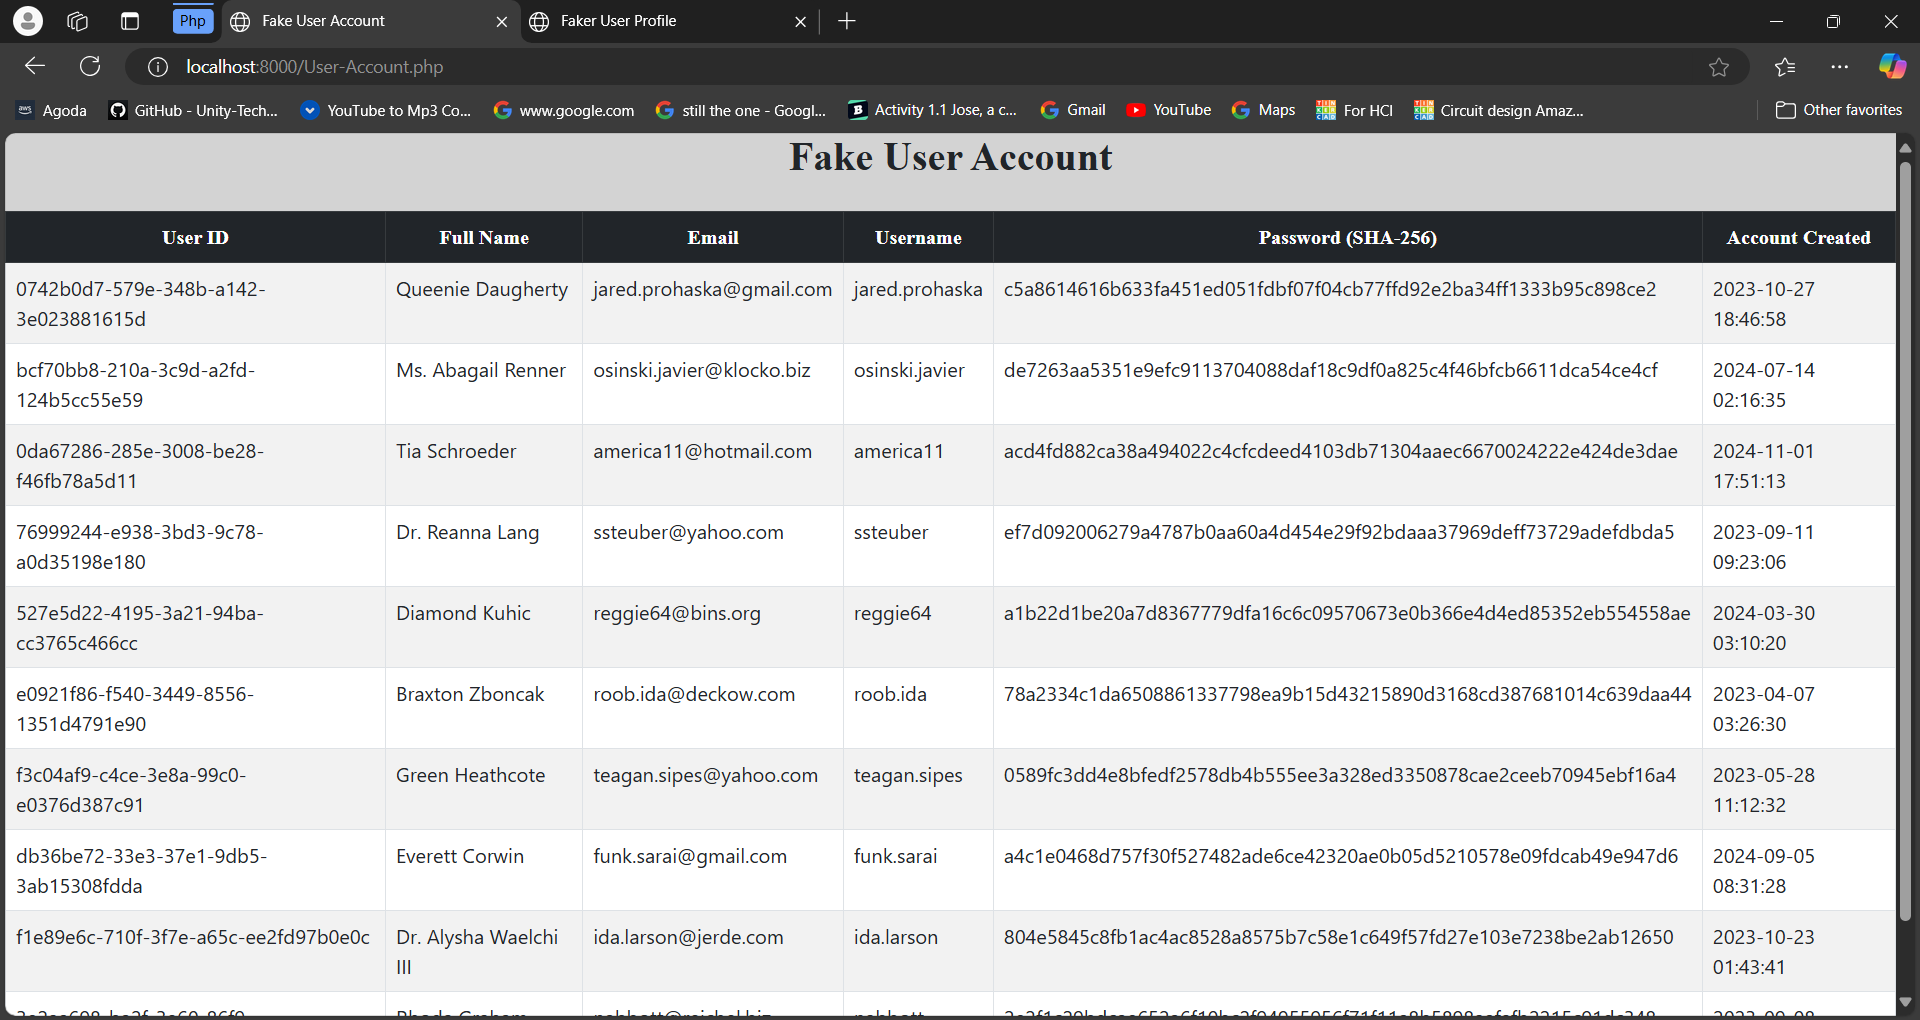 Php
Fake User Account
Faker User Profile
localhost:8000/User-Account.php
aws Agoda
GitHub - Unity-Tech...
YouTube to Mp3 Co...
www.google.com
still the one - Googl...
B Activity 1.1 Jose, a c...
Gmail
YouTube
Maps
For HCI
Circuit design Amaz...
Other favorites
Fake User Account
User ID Full Name Email Username Password (SHA-256) Account Created
0742b0d7-579e-348b-a142- Queenie Daugherty jared.prohaska@gmail.com jared.prohaska c5a8614616b633fa451ed051fdbf07f04cb77ffd92e2ba34ff1333b95c898ce2 2023-10-27
3e023881615d 18:46:58
bcf70bb8-210a-3c9d-a2fd- Ms. Abagail Renner osinski.javier@klocko.biz osinski.javier de7263aa5351e9efc9113704088daf18c9df0a825c4f46bfcb6611dca54ce4cf 2024-07-14
124b5cc55e59 02:16:35
0da67286-285e-3008-be28- Tia Schroeder america11@hotmail.com america11 acd4fd882ca38a494022c4cfcdeed4103db71304aaec6670024222e424de3dae 2024-11-01
f46fb78a5d11 17:51:13
76999244-e938-3bd3-9c78- Dr. Reanna Lang ssteuber@yahoo.com ssteuber ef7d092006279a4787b0aa60a4d454e29f92bdaaa37969deff73729adefdbda5 2023-09-11
a0d35198e180 09:23:06
527e5d22-4195-3a21-94ba- Diamond Kuhic reggie64@bins.org reggie64 a1b22d1be20a7d8367779dfa16c6c09570673e0b366e4d4ed85352eb554558ae 2024-03-30
cc3765c466cc 03:10:20
e0921f86-f540-3449-8556- Braxton Zboncak roob.ida@deckow.com roob.ida 78a2334c1da6508861337798ea9b15d43215890d3168cd387681014c639daa44 2023-04-07
1351d4791e90 03:26:30
f3c04af9-c4ce-3e8a-99c0- Green Heathcote teagan.sipes@yahoo.com teagan.sipes 0589fc3dd4e8bfedf2578db4b555ee3a328ed3350878cae2ceeb70945ebf16a4 2023-05-28
e0376d387c91 11:12:32
db36be72-33e3-37e1-9db5- Everett Corwin funk.sarai@gmail.com funk.sarai a4c1e0468d757f30f527482ade6ce42320ae0b05d5210578e09fdcab49e947d6 2024-09-05
3ab15308fdda 08:31:28
f1e89e6c-710f-3f7e-a65c-ee2fd97b0e0c Dr. Alysha Waelchi ida.larson@jerde.com ida.larson 804e5845c8fb1ac4ac8528a8575b7c58e1c649f57fd27e103e7238be2ab12650 2023-10-23
III 01:43:41